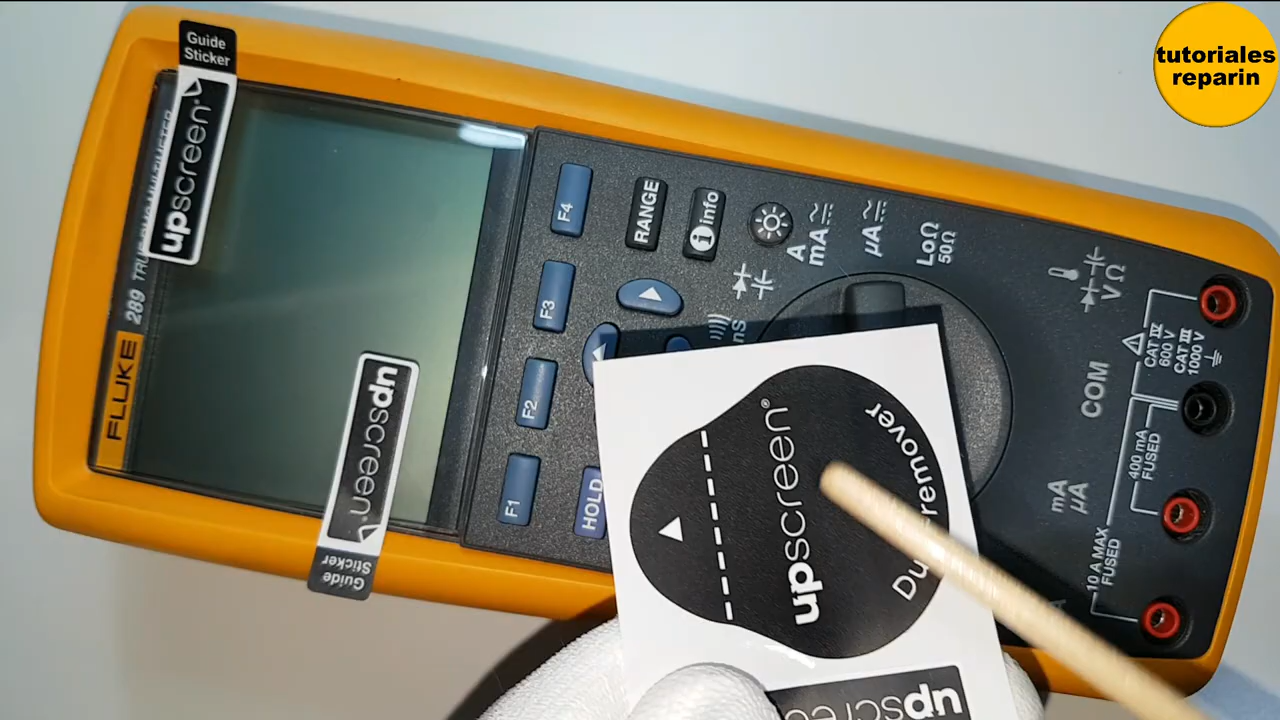 tutoriales
reparin
Guide
Sticker
upscreen®
FLUKE
289
upscreen
Guide
Sticker
F4
F3
F2
F1
RANGE
i info
HOLD
A
mA
µA
LoΩ
50Ω
nS
VΩ
CAT IV
600 V
CAT III
1000 V
COM
400 mA
FUSED
mA
µA
10 A MAX
FUSED
upscreen®
remover
upscreen